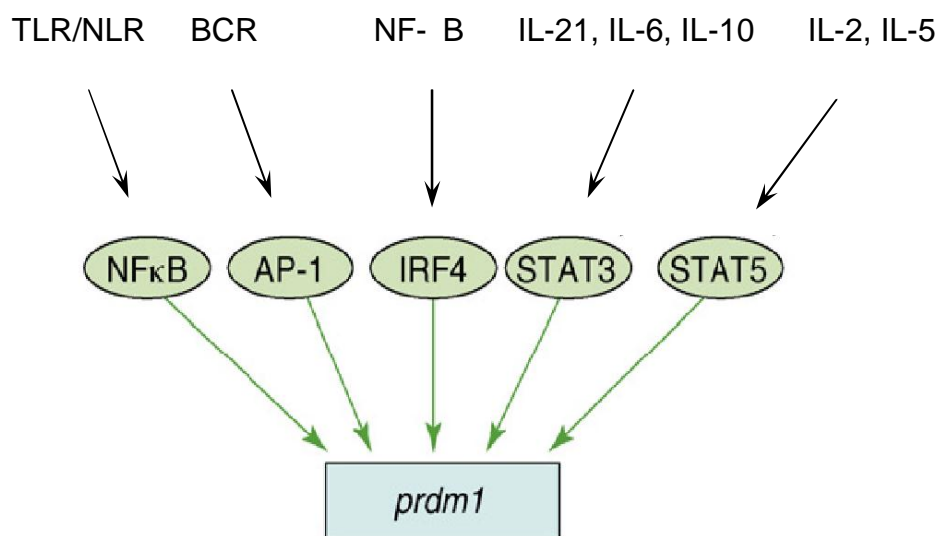 TLR/NLR BCR NF- B IL-21, IL-6, IL-10 IL-2, IL-5
NFκB AP-1 IRF4 STAT3 STAT5
prdm1